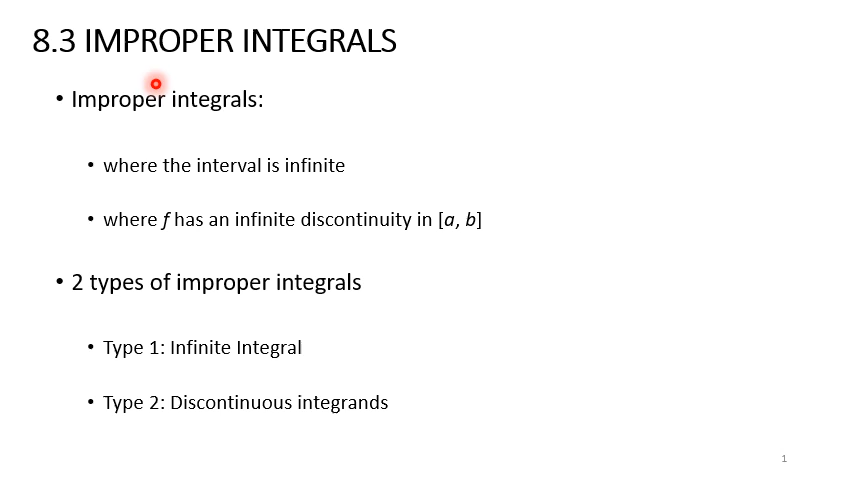 8.3 IMPROPER INTEGRALS
• Improper integrals:
• where the interval is infinite
• where f has an infinite discontinuity in [a, b]
• 2 types of improper integrals
• Type 1: Infinite Integral
• Type 2: Discontinuous integrands
1